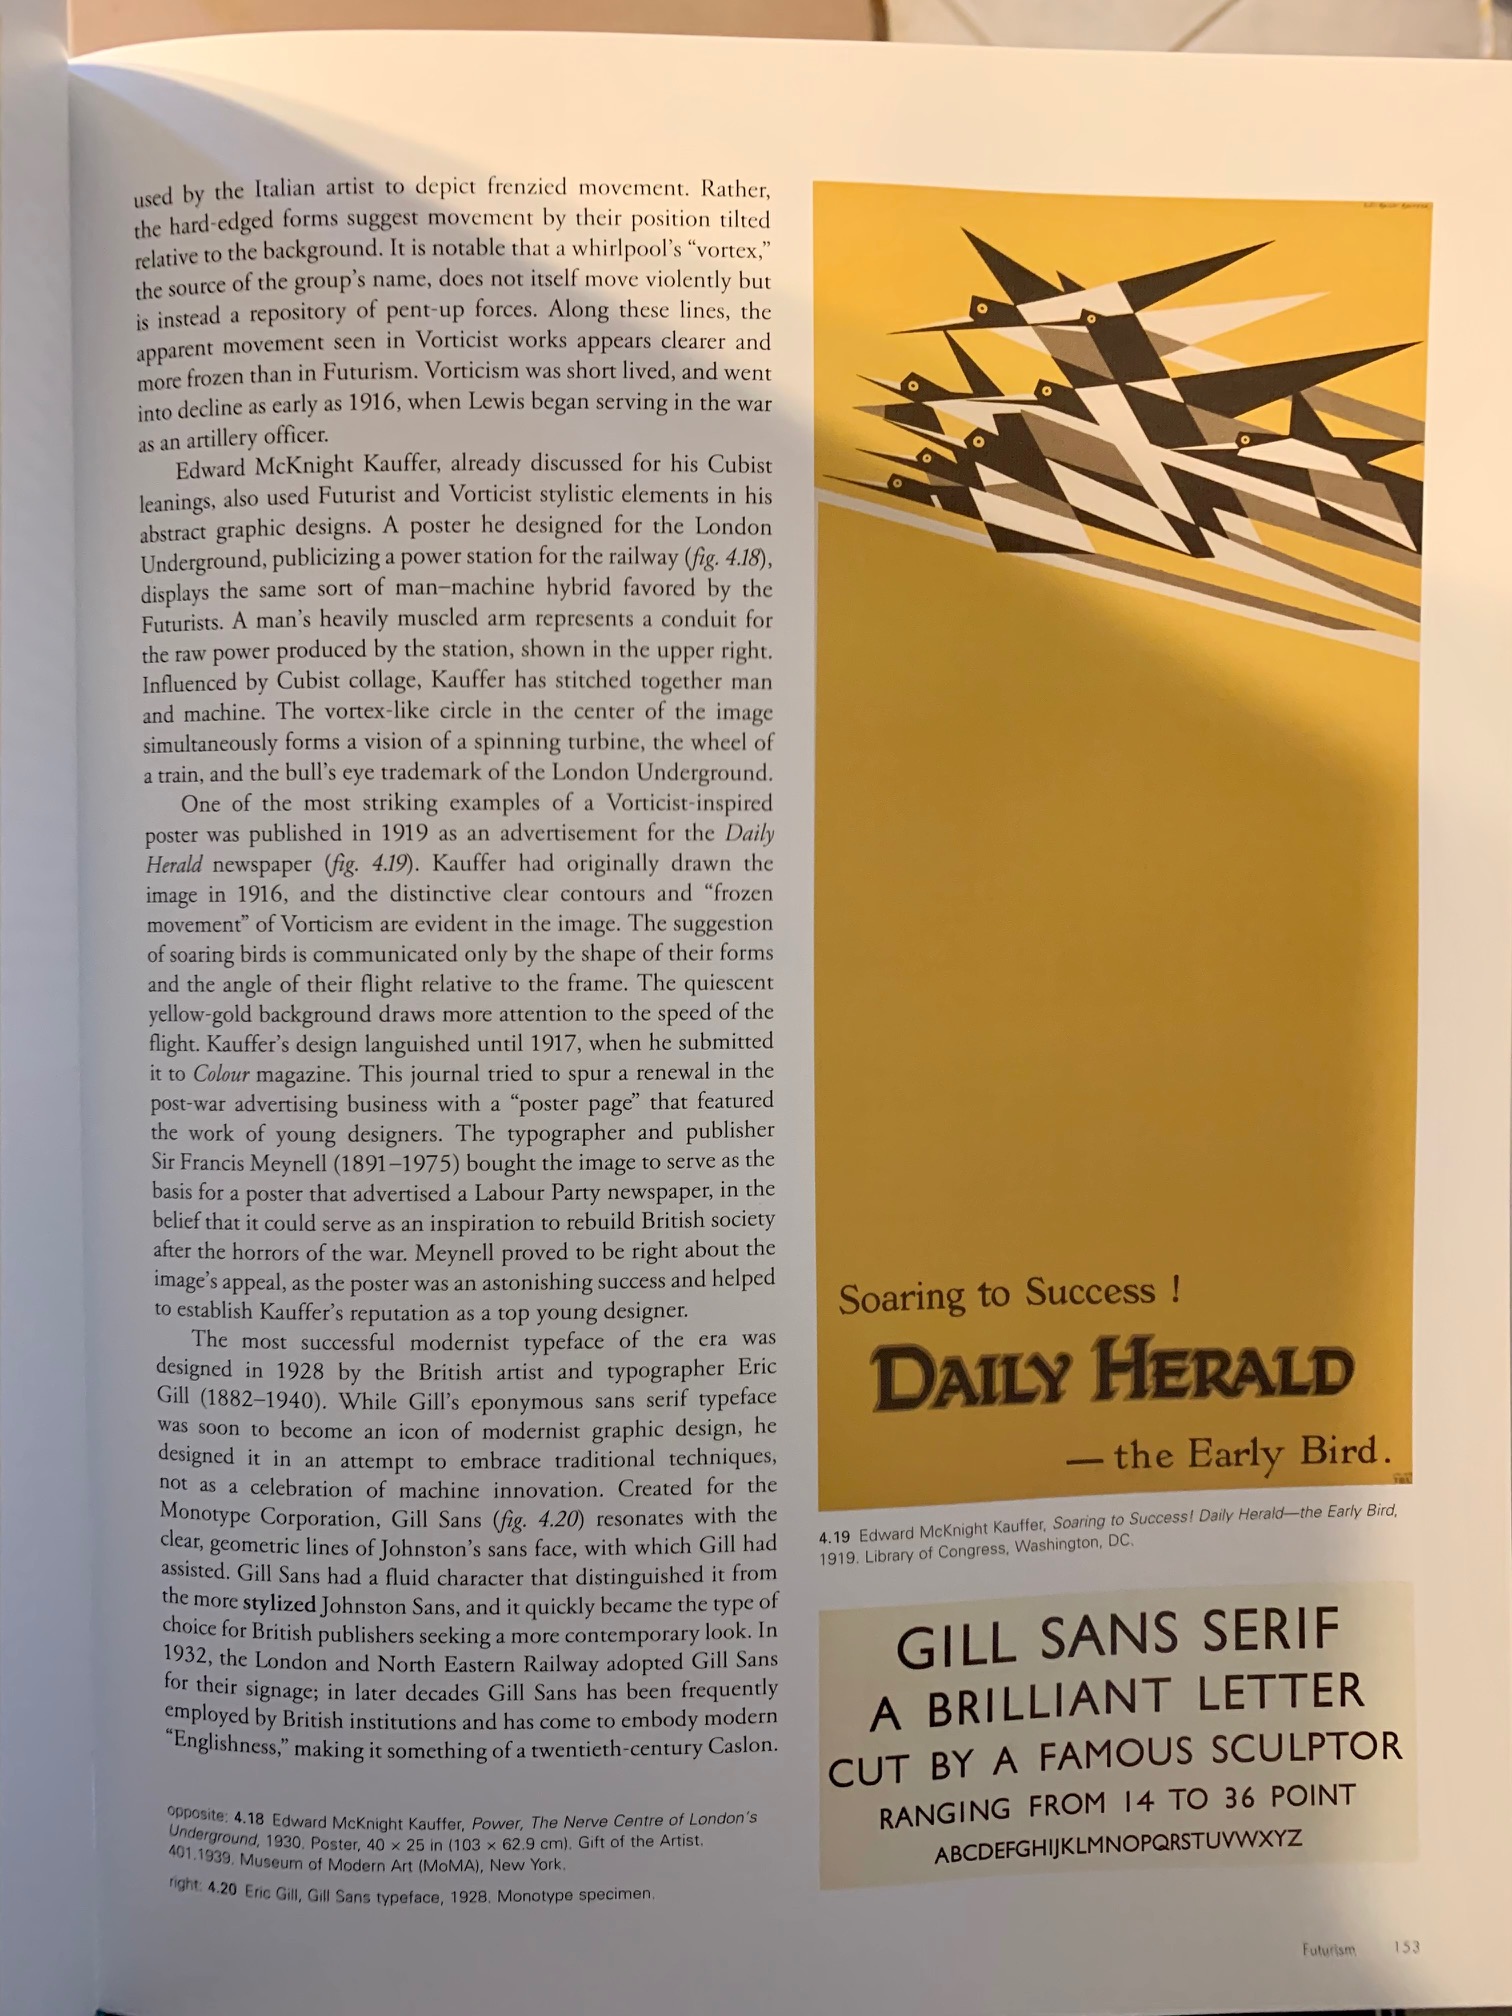 used by the Italian artist to depict frenzied movement. Rather,
the hard-edged forms suggest movement by their position tilted
relative to the background. It is notable that a whirlpool's “vortex,”
the source of the group's name, does not itself move violently but
is instead a repository of pent-up forces. Along these lines, the
apparent movement seen in Vorticist works appears clearer and
more frozen than in Futurism. Vorticism was short lived, and went
into decline as early as 1916, when Lewis began serving in the war
as an artillery officer.
Edward McKnight Kauffer, already discussed for his Cubist
leanings, also used Futurist and Vorticist stylistic elements in his
abstract graphic designs. A poster he designed for the London
Underground, publicizing a power station for the railway (fig. 4.18),
displays the same sort of man–machine hybrid favored by the
Futurists. A man's heavily muscled arm represents a conduit for
the raw power produced by the station, shown in the upper right.
Influenced by Cubist collage, Kauffer has stitched together man
and machine. The vortex-like circle in the center of the image
simultaneously forms a vision of a spinning turbine, the wheel of
a train, and the bull's eye trademark of the London Underground.
One of the most striking examples of a Vorticist-inspired
poster was published in 1919 as an advertisement for the Daily
Herald newspaper (fig. 4.19). Kauffer had originally drawn the
image in 1916, and the distinctive clear contours and “frozen
movement” of Vorticism are evident in the image. The suggestion
of soaring birds is communicated only by the shape of their forms
and the angle of their flight relative to the frame. The quiescent
yellow-gold background draws more attention to the speed of the
flight. Kauffer's design languished until 1917, when he submitted
it to Colour magazine. This journal tried to spur a renewal in the
post-war advertising business with a “poster page” that featured
the work of young designers. The typographer and publisher
Sir Francis Meynell (1891–1975) bought the image to serve as the
basis for a poster that advertised a Labour Party newspaper, in the
belief that it could serve as an inspiration to rebuild British society
after the horrors of the war. Meynell proved to be right about the
image's appeal, as the poster was an astonishing success and helped
to establish Kauffer's reputation as a top young designer.
The most successful modernist typeface of the era was
designed in 1928 by the British artist and typographer Eric
Gill (1882–1940). While Gill's eponymous sans serif typeface
was soon to become an icon of modernist graphic design, he
designed it in an attempt to embrace traditional techniques,
not as a celebration of machine innovation. Created for the
Monotype Corporation, Gill Sans (fig. 4.20) resonates with the
clear, geometric lines of Johnston's sans face, with which Gill had
assisted. Gill Sans had a fluid character that distinguished it from
the more stylized Johnston Sans, and it quickly became the type of
choice for British publishers seeking a more contemporary look. In
1932, the London and North Eastern Railway adopted Gill Sans
for their signage; in later decades Gill Sans has been frequently
employed by British institutions and has come to embody modern
“Englishness,” making it something of a twentieth-century Caslon.
opposite: 4.18 Edward McKnight Kauffer, Power, The Nerve Centre of London's
Underground, 1930. Poster, 40 × 25 in (103 × 62.9 cm). Gift of the Artist.
401.1939. Museum of Modern Art (MoMA), New York.
right: 4.20 Eric Gill, Gill Sans typeface, 1928. Monotype specimen.
Soaring to Success !
DAILY HERALD
— the Early Bird.
4.19 Edward McKnight Kauffer, Soaring to Success! Daily Herald—the Early Bird,
1919. Library of Congress, Washington, DC.
GILL SANS SERIF
A BRILLIANT LETTER
CUT BY A FAMOUS SCULPTOR
RANGING FROM 14 TO 36 POINT
ABCDEFGHIJKLMNOPQRSTUVWXYZ
Futurism 153